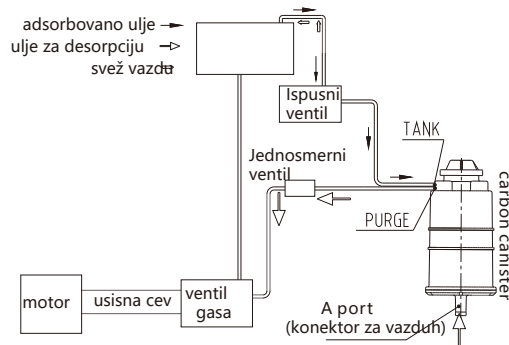 adsorbovano ulje
ulje za desorpciju
svež vazdu
Ispusni
ventil
TANK
Jednosmerni
ventil
PURGE
carbon canister
motor
usisna cev
ventil
gasa
A port
(konektor za vazduh)